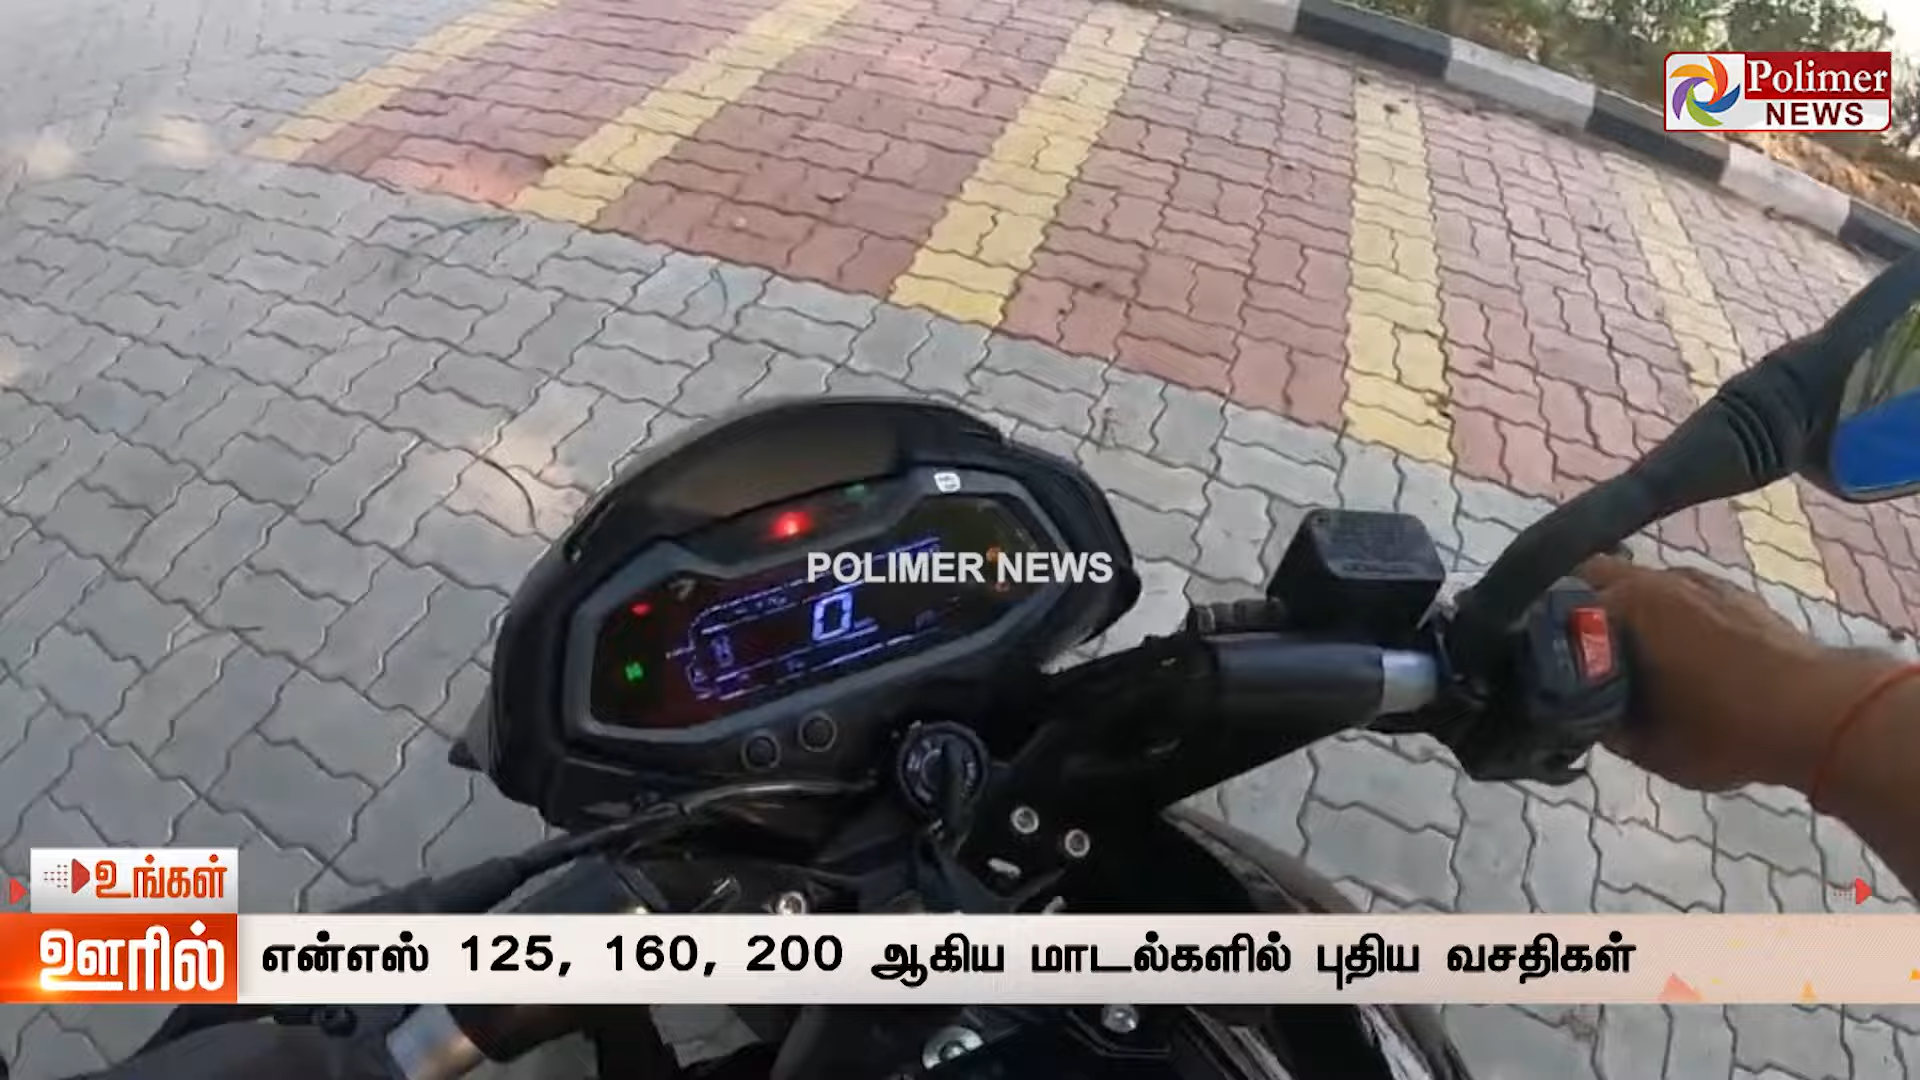 Polimer
NEWS
POLIMER NEWS
0
உங்கள்
ஊரில்
என்எஸ் 125, 160, 200 ஆகிய மாடல்களில் புதிய வசதிகள்